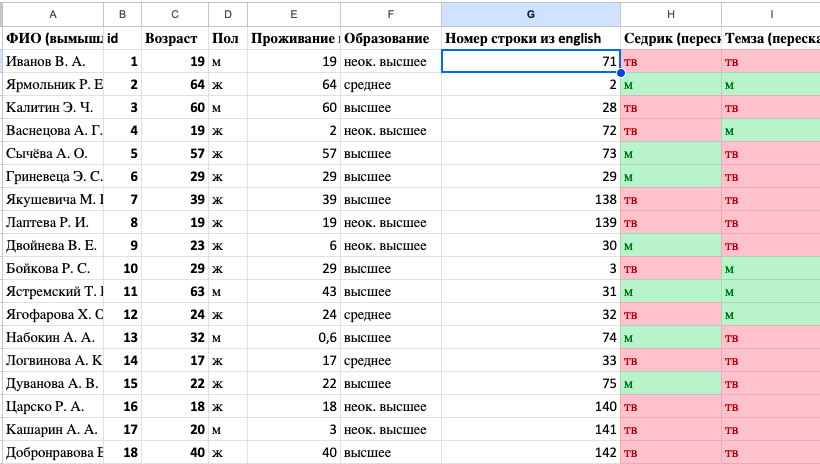 A B C D E F G H I
ФИО (вымышл id Возраст Пол Проживание Образование Номер строки из english Седрик (переск Темза (перека
Иванов В. А. 1 19 м 19 неок. высшее 71 тв тв
Ярмольник Р. Е 2 64 ж 64 среднее 2 м м
Калитин Э. Ч. 3 60 м 60 высшее 28 тв тв
Васнецова А. Г. 4 19 ж 2 неок. высшее 72 тв м
Сычёва А. О. 5 57 ж 57 высшее 73 м тв
Гриневеца Э. С. 6 29 ж 29 высшее 29 м тв
Якушевича М. 7 39 ж 39 высшее 138 тв тв
Лаптева Р. И. 8 19 ж 19 неок. высшее 139 тв тв
Двойнева В. Е. 9 23 ж 6 неок. высшее 30 м тв
Бойкова Р. С. 10 29 ж 29 высшее 3 тв м
Ястремский Т. 11 63 м 43 высшее 31 м м
Ягофарова Х. О 12 24 ж 24 среднее 32 тв м
Набокин А. А. 13 32 м 0,6 высшее 74 м тв
Логвинова А. К 14 17 ж 17 среднее 33 тв тв
Дуванова А. В. 15 22 ж 22 высшее 75 м тв
Царско Р. А. 16 18 ж 18 неок. высшее 140 тв тв
Кашарин А. А. 17 20 м 3 неок. высшее 141 тв тв
Добронравова 18 40 ж 40 высшее 142 тв тв